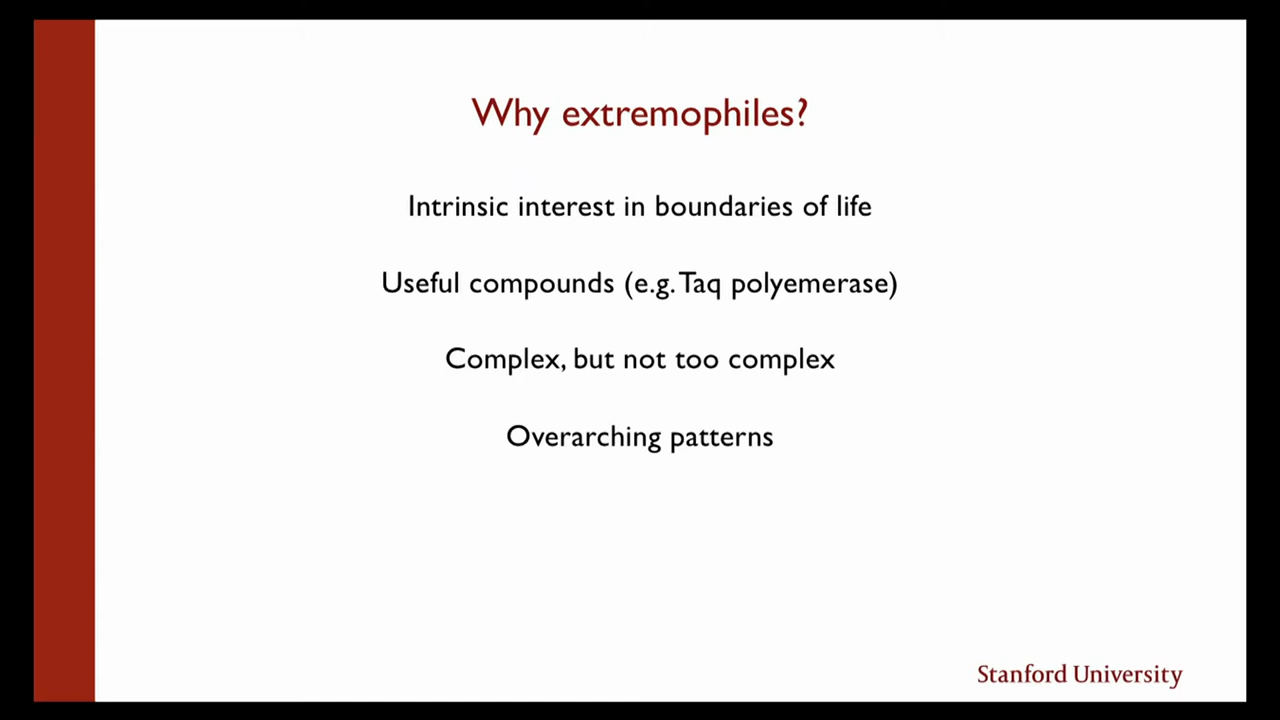 Why extremophiles?
Intrinsic interest in boundaries of life
Useful compounds (e.g. Taq polyemerase)
Complex, but not too complex
Overarching patterns
Stanford University